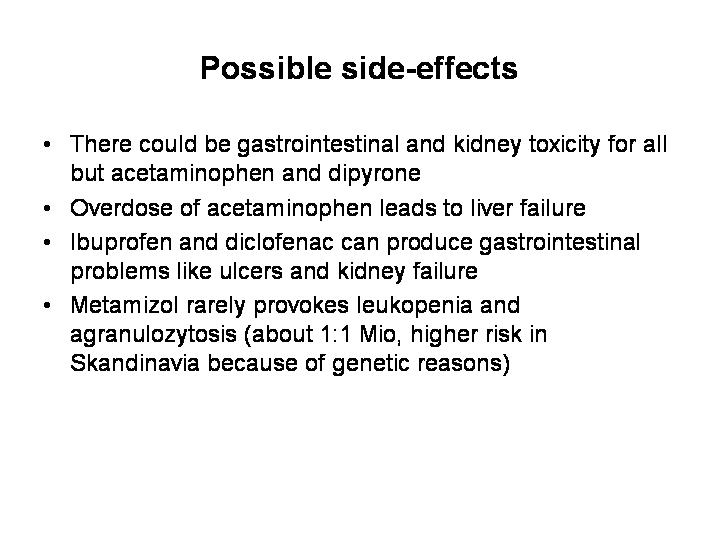 Possible side-effects
• There could be gastrointestinal and kidney toxicity for all
but acetaminophen and dipyrone
• Overdose of acetaminophen leads to liver failure
• Ibuprofen and diclofenac can produce gastrointestinal
problems like ulcers and kidney failure
• Metamizol rarely provokes leukopenia and
agranulozytosis (about 1:1 Mio, higher risk in
Skandinavia because of genetic reasons)